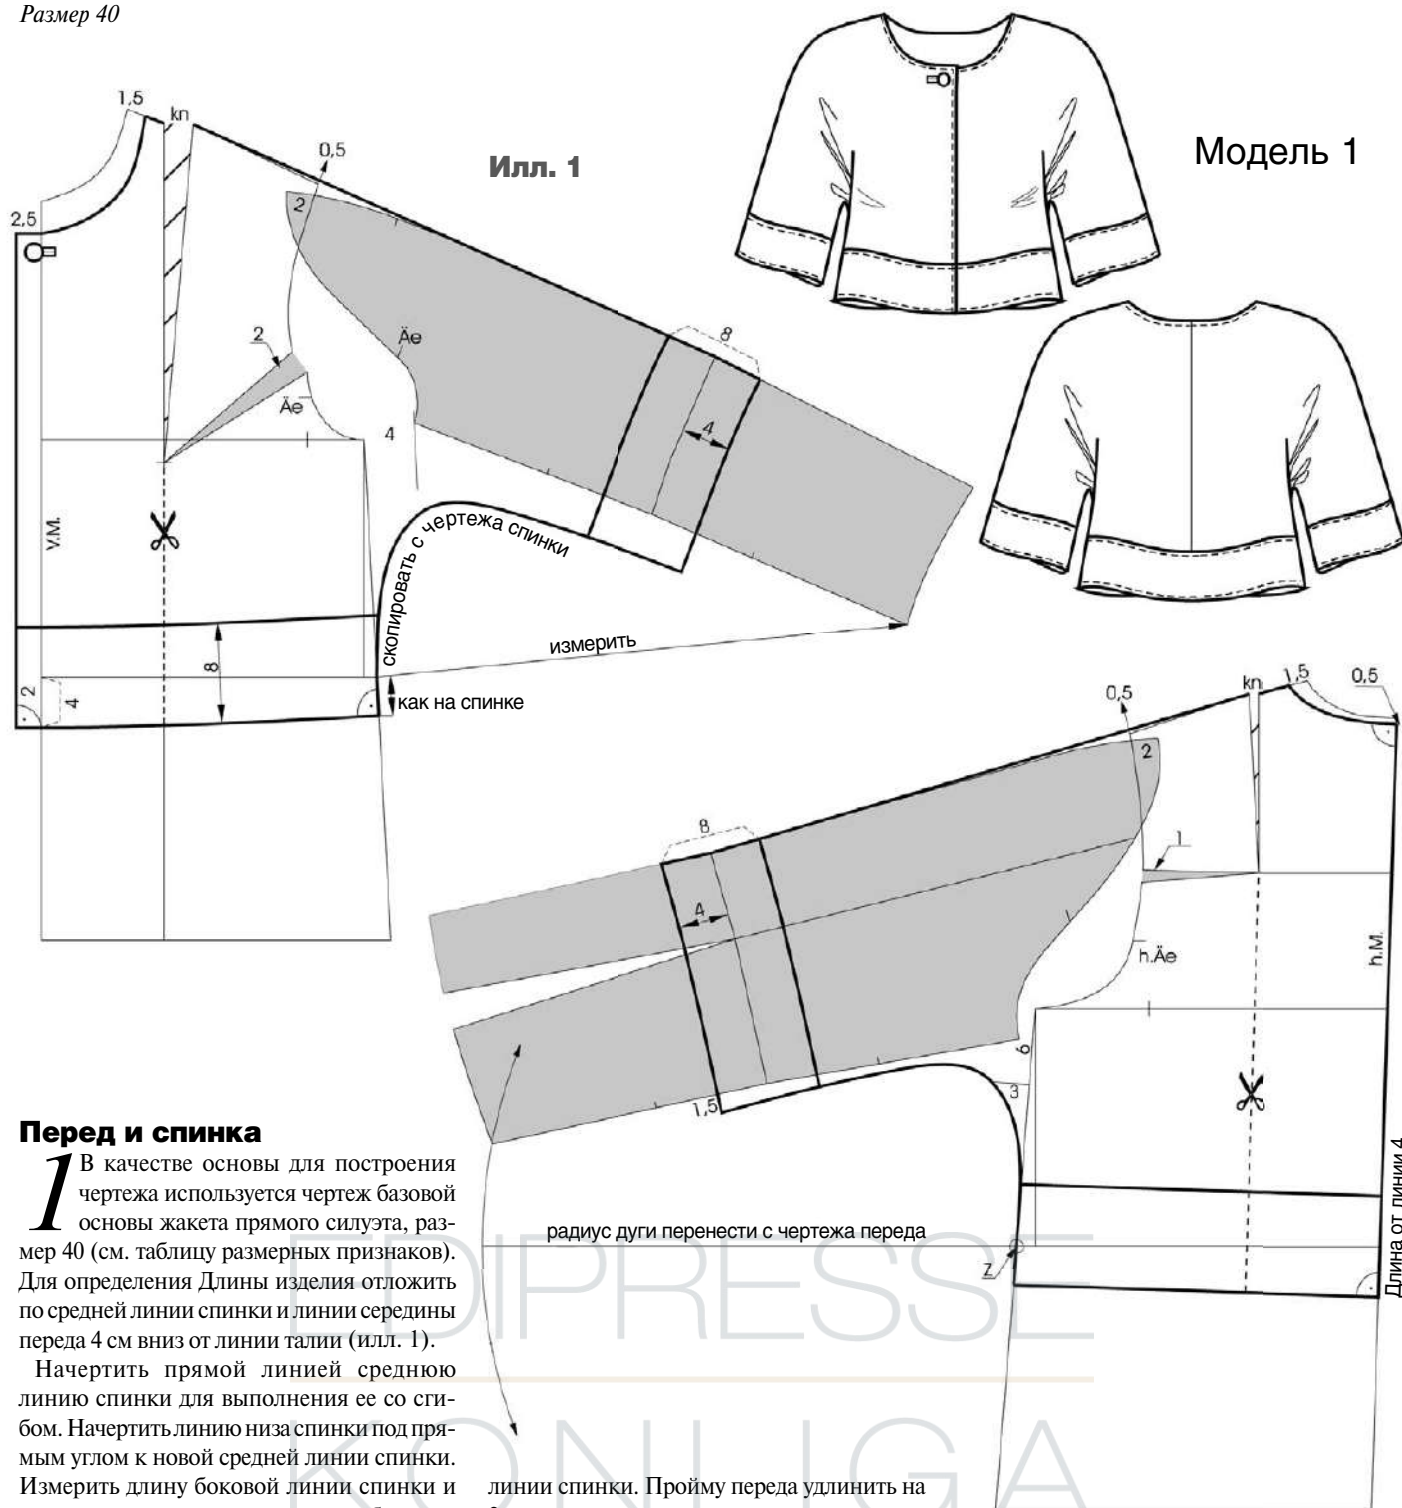 Размер 40
Модель 1
Илл. 1
1,5
kn
0,5
2,5
2
2
Äe
Äe
8
4
4
V.M.
скопировать с чертежа спинки
измерить
8
2
4
как на спинке
0,5
kn
1,5
0,5
2
8
1
4
h.Äe
h.M.
6
3
1,5
Длина от линии 4
радиус дуги перенести с чертежа переда
Z
Перед и спинка
1 В качестве основы для построения
чертежа используется чертеж базовой
основы жакета прямого силуэта, раз-
мер 40 (см. таблицу размерных признаков).
Для определения Длины изделия отложить
по средней линии спинки и линии середины
переда 4 см вниз от линии талии (илл. 1).
Начертить прямой линией среднюю
линию спинки для выполнения ее со сги-
бом. Начертить линию низа спинки под пря-
мым углом к новой средней линии спинки.
Измерить длину боковой линии спинки и
линии спинки. Пройму переда удлинить на
EDIPRESSE
KONLIGA